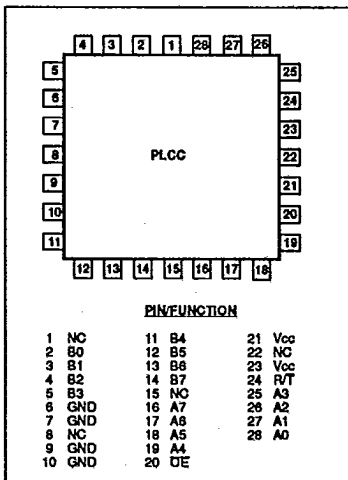 4 3 2 1 28 27 26
5 25
6 24
7 23
8 PLCC 22
9 21
10 20
11 19
12 13 14 15 16 17 18
PIN/FUNCTION
1 NC 11 B4 21 Vcc
2 B0 12 B5 22 NC
3 B1 13 B6 23 Vcc
4 B2 14 B7 24 R/T
5 B3 15 NC 25 A3
6 GND 16 A7 26 A2
7 GND 17 A6 27 A1
8 NC 18 A5 28 A0
9 GND 19 A4
10 GND 20 O̅E̅